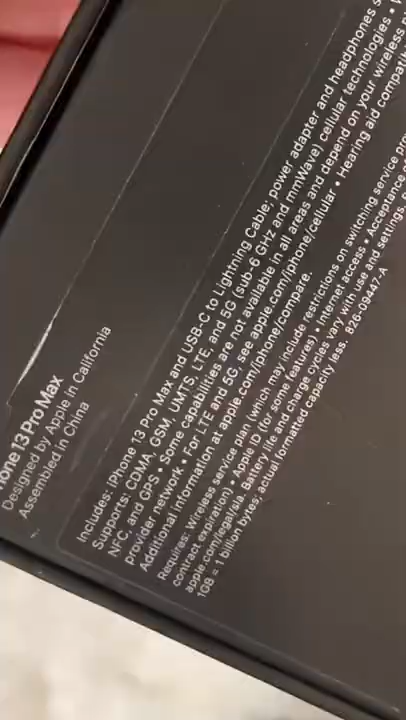 one 13 Pro Max
Designed by Apple in California
Assembled in China
Includes: iPhone 13 Pro Max and USB-C to Lightning Cable; power adapter and headphones s
Supports: CDMA, GSM, UMTS, LTE, and 5G (sub-6 GHz and mmWave) cellular technologies •
NFC, and GPS • Some capabilities are not available in all areas and depend on your wireless
provider network • For LTE and 5G, see apple.com/iphone/cellular • Hearing aid compatib
Additional information at apple.com/iphone/compare.
Requires: Wireless service plan (which may include restrictions on switching service
contract expiration) • Apple ID (for some features) • Internet access • Acceptance of
apple.com/legal/sla. Battery life and charge cycles vary with use and settings.
1GB = 1 billion bytes; actual formatted capacity less. 826-09447-A